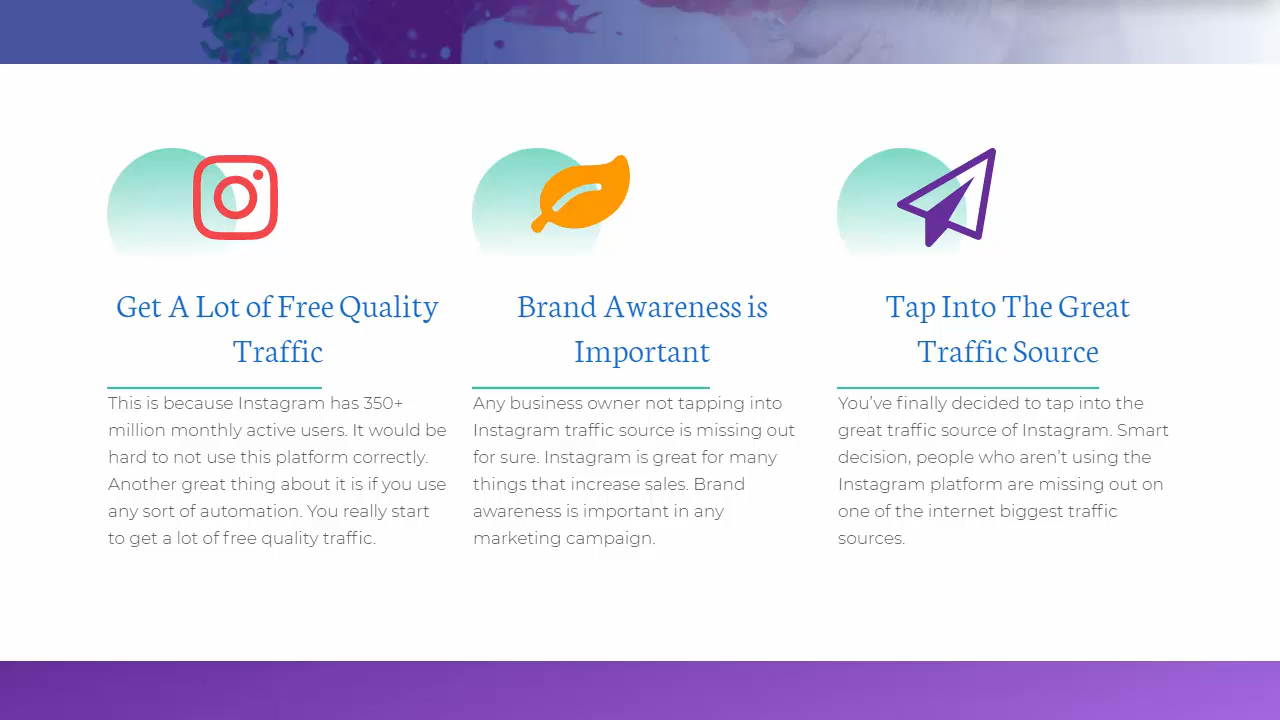 Get A Lot of Free Quality
Traffic
This is because Instagram has 350+
million monthly active users. It would be
hard to not use this platform correctly.
Another great thing about it is if you use
any sort of automation. You really start
to get a lot of free quality traffic.
Brand Awareness is
Important
Any business owner not tapping into
Instagram traffic source is missing out
for sure. Instagram is great for many
things that increase sales. Brand
awareness is important in any
marketing campaign.
Tap Into The Great
Traffic Source
You’ve finally decided to tap into the
great traffic source of Instagram. Smart
decision, people who aren’t using the
Instagram platform are missing out on
one of the internet biggest traffic
sources.